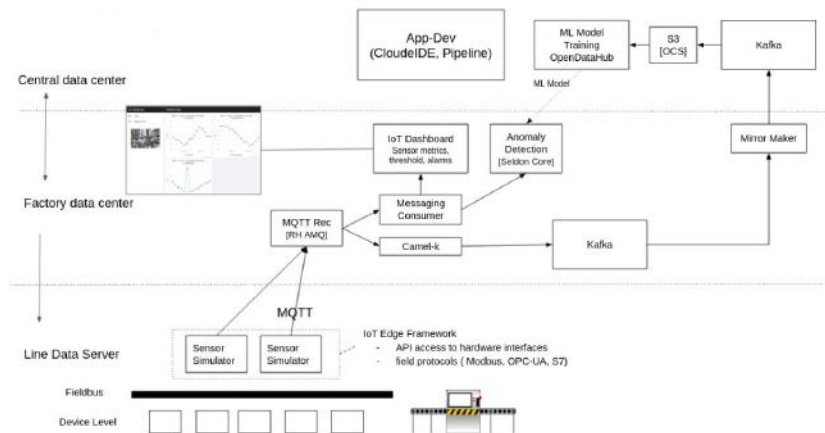 App-Dev
(CloudeIDE, Pipeline)
ML Model
Training
OpenDataHub
S3
[OCS]
Kafka
Central data center
ML Model
IoT Dashboard
Sensor metrics,
threshold, alarms
Anomaly
Detection
[Seldon Core]
Mirror Maker
Factory data center
MQTT Rec
[RH AMQ]
Messaging
Consumer
Camel-k
Kafka
MQTT
Line Data Server
Sensor
Simulator
Sensor
Simulator
IoT Edge Framework
- API access to hardware interfaces
- field protocols ( Modbus, OPC-UA, S7)
Fieldbus
Device Level